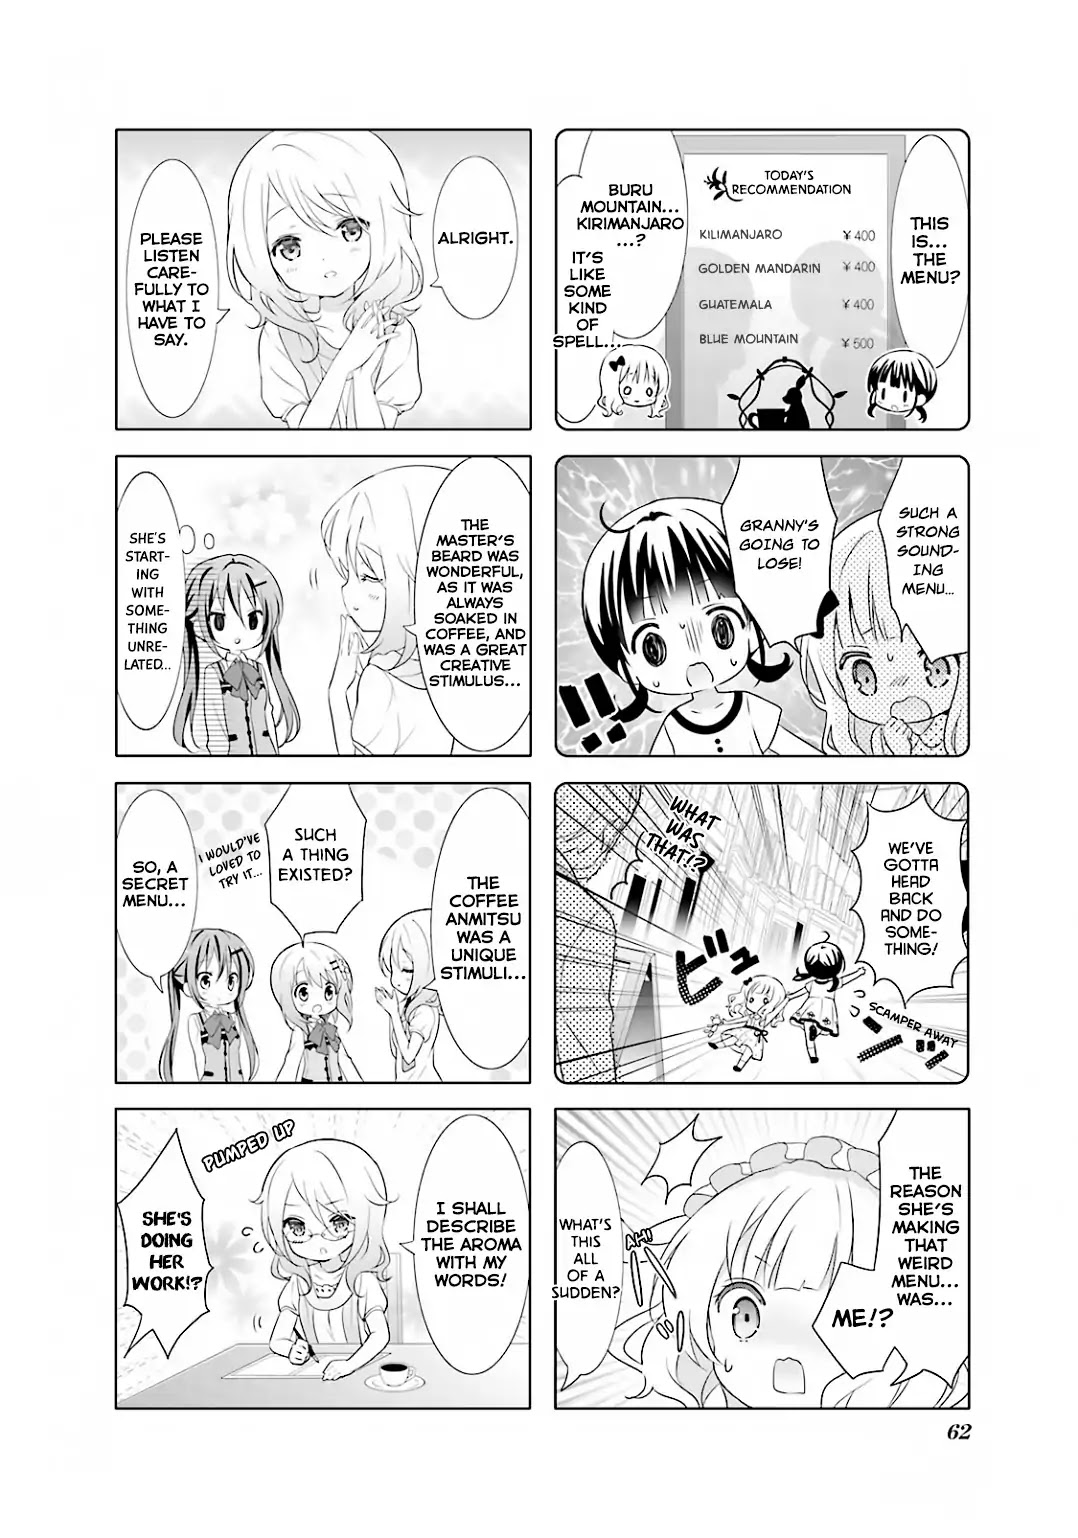 THIS
IS...
THE
MENU?
TODAY'S
RECOMMENDATION
KILIMANJARO ¥400
GOLDEN MANDARIN ¥400
GUATEMALA ¥400
BLUE MOUNTAIN ¥500
BURU
MOUNTAIN...
KIRIMANJARO
...?
IT'S
LIKE
SOME
KIND
OF
SPELL...
SUCH A
STRONG
SOUND-
ING
MENU...
GRANNY'S
GOING TO
LOSE!
!!
WE'VE
GOTTA
HEAD
BACK
AND DO
SOME-
THING!
WHAT
WAS
THAT!?
ビュー
SCAMPER AWAY
THE
REASON
SHE'S
MAKING
THAT
WEIRD
MENU...
WAS...
ME!?
AH!
WHAT'S
THIS
ALL
OF A
SUDDEN?
ALRIGHT.
PLEASE
LISTEN
CARE-
FULLY TO
WHAT I
HAVE TO
SAY.
THE
MASTER'S
BEARD WAS
WONDERFUL,
AS IT WAS
ALWAYS
SOAKED IN
COFFEE, AND
WAS A GREAT
CREATIVE
STIMULUS...
SHE'S
START-
ING
WITH
SOME-
THING
UNRE-
LATED...
THE
COFFEE
ANMITSU
WAS A
UNIQUE
STIMULI...
SUCH
A THING
EXISTED?
I WOULD'VE
LOVED TO
TRY IT...
SO, A
SECRET
MENU...
I SHALL
DESCRIBE
THE AROMA
WITH MY
WORDS!
PUMPED UP
SHE'S
DOING
HER
WORK!?
62